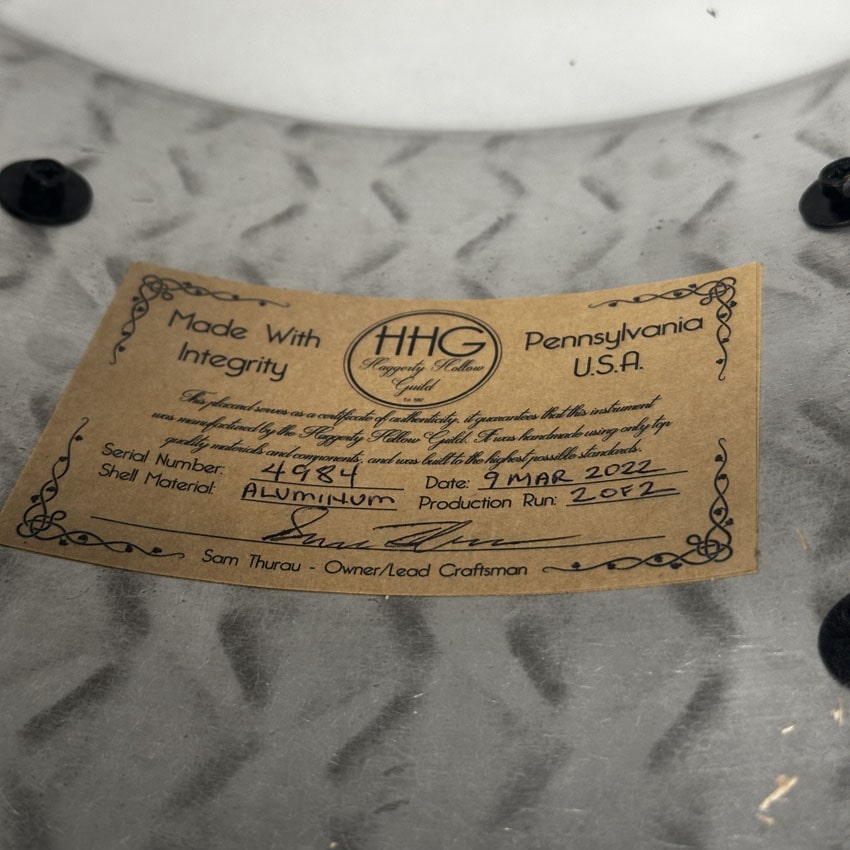 Made With
Integrity
HHG
Haggerty Hollow
Guild
Pennsylvania
U.S.A.
This placard serves as a certificate of authenticity, it guarantees that this instrument
was manufactured by the Haggerty Hollow Guild. It was handmade using only top
quality materials and components, and was built to the highest possible standards.
Serial Number: 4984
Date: 9 MAR 2022
Shell Material: ALUMINUM
Production Run: 2 OF 2
Sam Thurau - Owner/Lead Craftsman